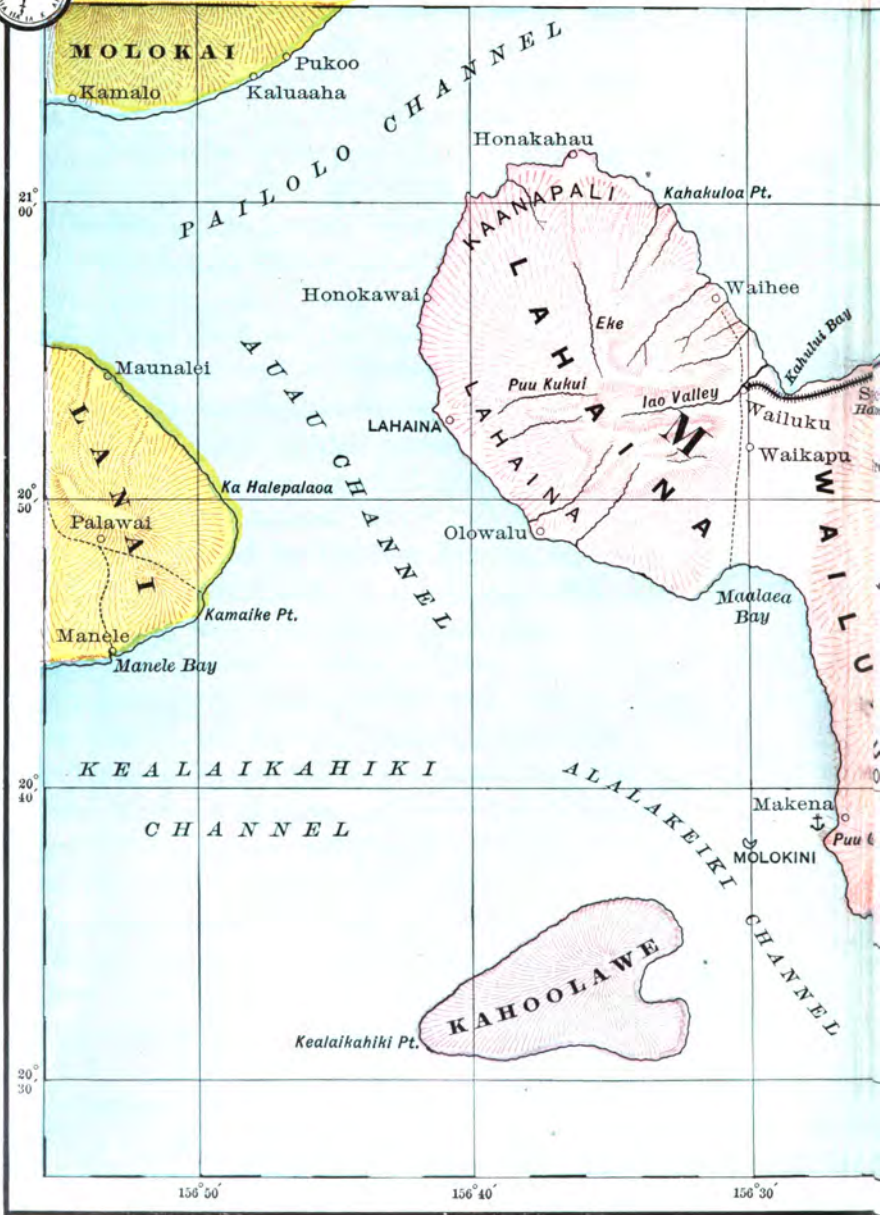 MOLOKAI
Pukoo
Kamalo
Kaluaaha
PAILOLO CHANNEL
Honakahau
21° 00'
KAANAPALI
Kahakuloa Pt.
LAHAINA
Honokawai
Waihee
Eke
Kahului Bay
AUAU CHANNEL
Maunalei
Puu Kukui
Iao Valley
LAHAINA
LAHAINA
M
Wailuku
Waikapu
LANAI
Ka Halepalaoa
20° 50'
WAILU
Palawai
Olowalu
Kamaike Pt.
Maalaea
Bay
Manele
Manele Bay
KEALAIKAHIKI
CHANNEL
20° 40'
ALALAKEIKI CHANNEL
Makena
Puu
MOLOKINI
KAHOOLAWE
Kealaikahiki Pt.
20° 30'
156° 50' 156° 40' 156° 30'